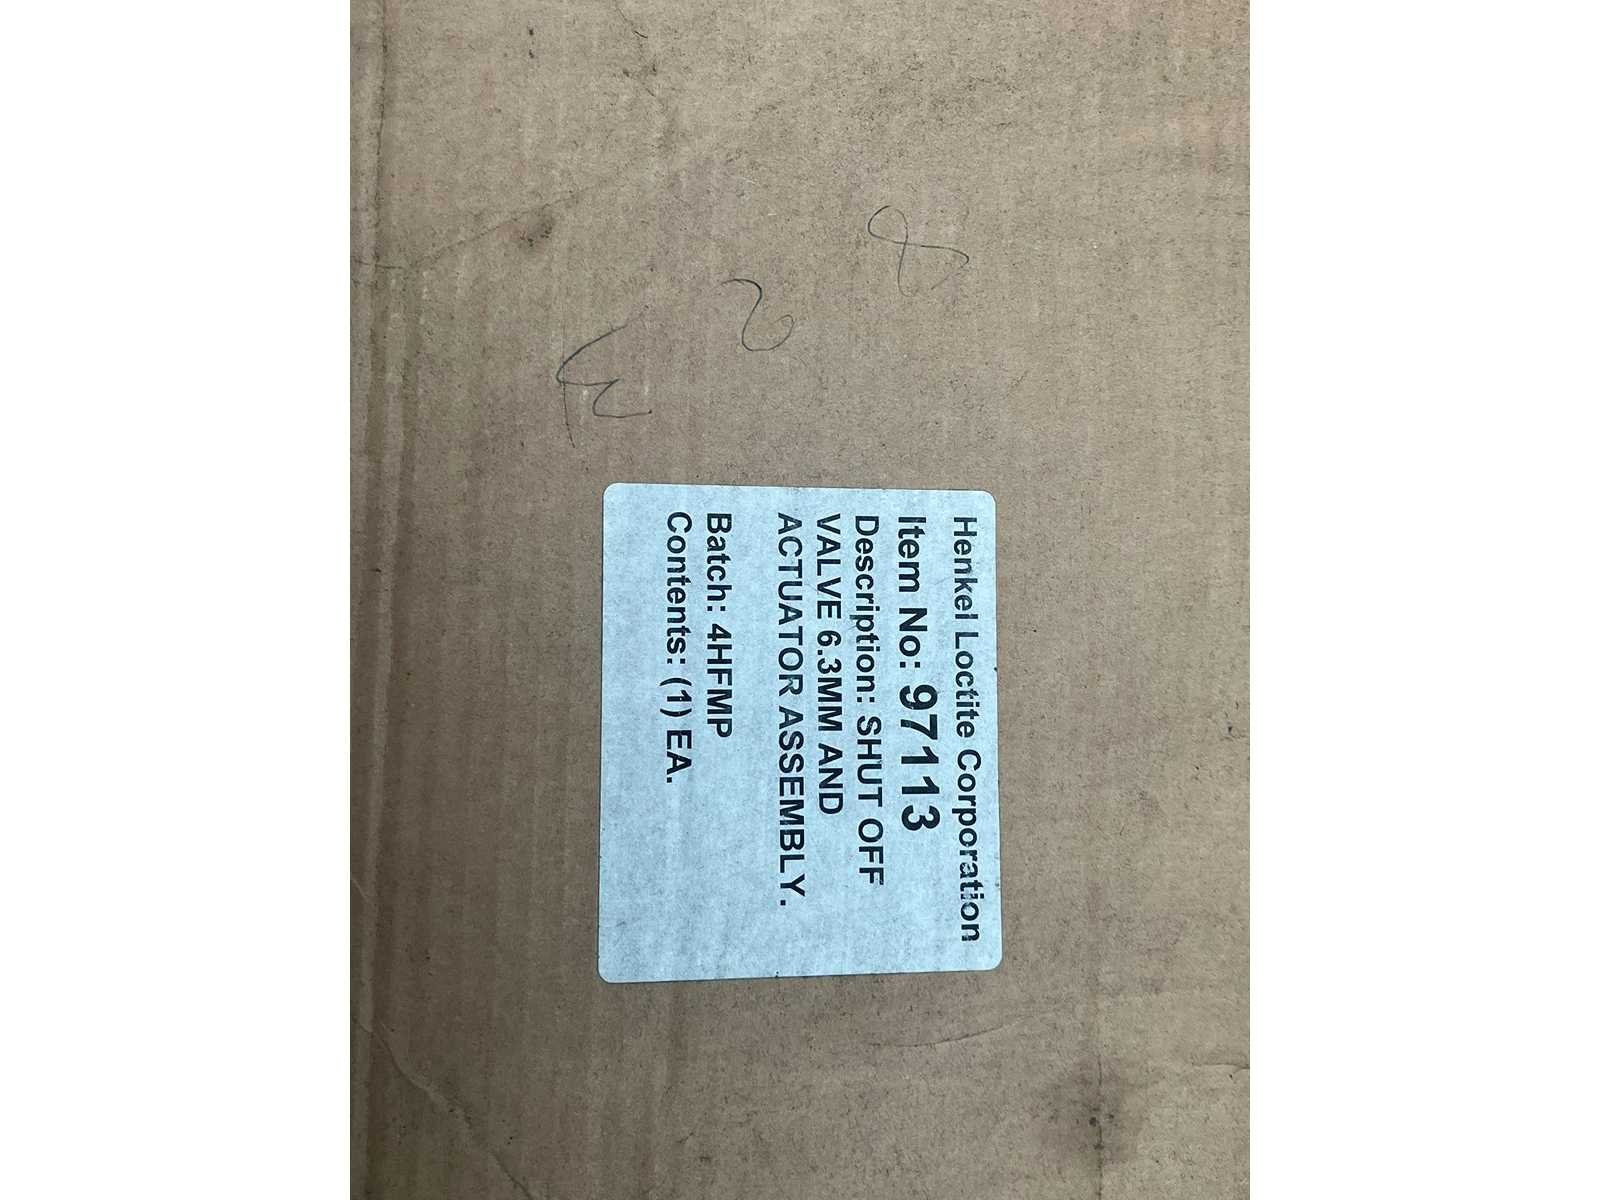 Henkel Loctite Corporation
Item No: 97113
Description: SHUT OFF
VALVE 6.3MM AND
ACTUATOR ASSEMBLY.
Batch: 4HFMP
Contents: (1) EA.